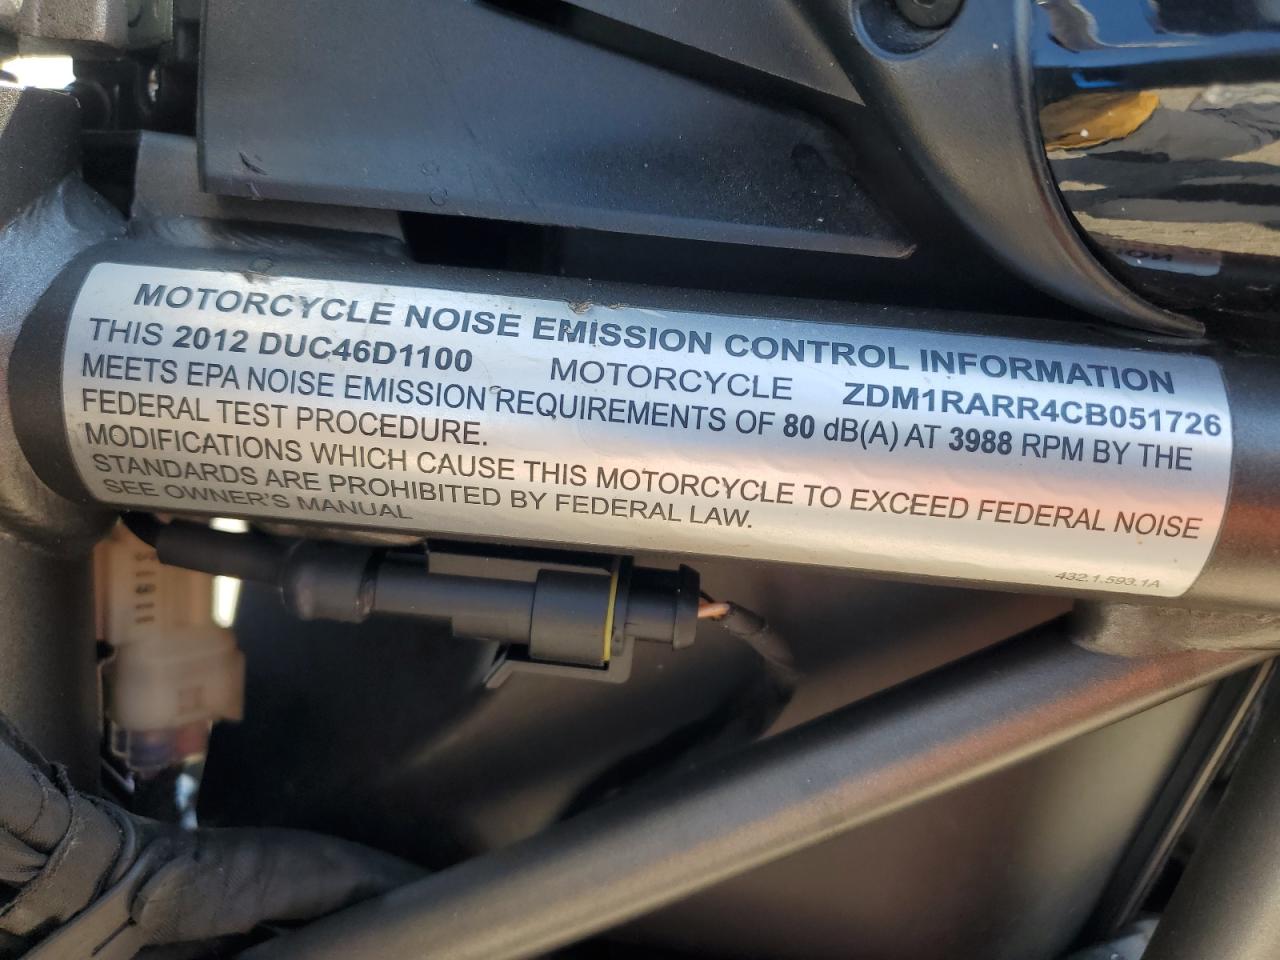 MOTORCYCLE NOISE EMISSION CONTROL INFORMATION
THIS 2012 DUC46D1100 MOTORCYCLE ZDM1RARR4CB051726
MEETS EPA NOISE EMISSION REQUIREMENTS OF 80 dB(A) AT 3988 RPM BY THE
FEDERAL TEST PROCEDURE.
MODIFICATIONS WHICH CAUSE THIS MOTORCYCLE TO EXCEED FEDERAL NOISE
STANDARDS ARE PROHIBITED BY FEDERAL LAW.
SEE OWNER'S MANUAL
432.1.593.1A